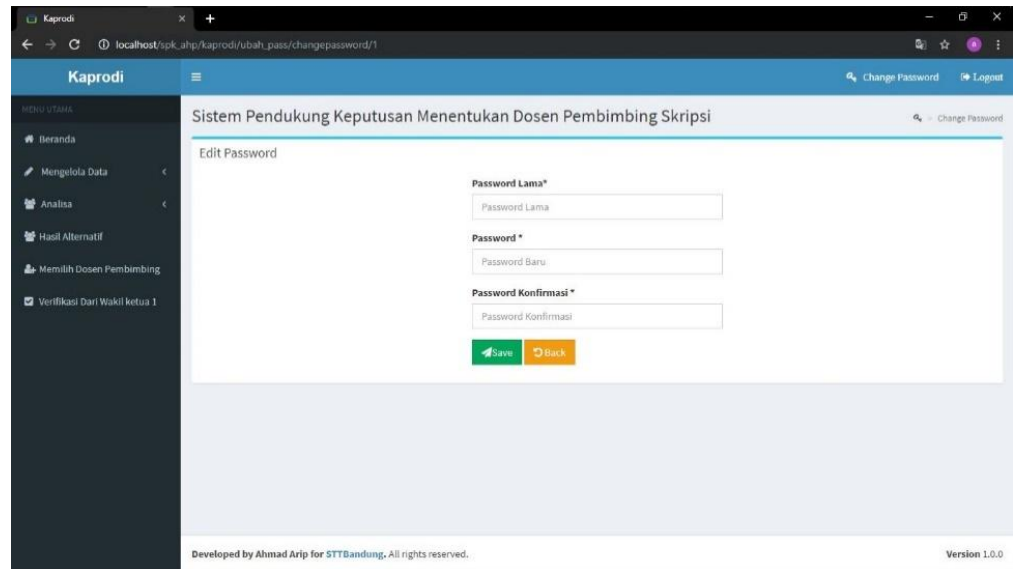 Kaprodi
localhost/spk_ahp/kaprodi/ubah_pass/changepassword/1
Kaprodi
Change Password
Logout
MENU UTAMA
Sistem Pendukung Keputusan Menentukan Dosen Pembimbing Skripsi
Change Password
Beranda
Mengelola Data
Analisa
Hasil Alternatif
Memilih Dosen Pembimbing
Verifikasi Dari Wakil ketua 1
Edit Password
Password Lama*
Password Lama
Password *
Password Baru
Password Konfirmasi *
Password Konfirmasi
Save
Back
Developed by Ahmad Arip for STTBandung. All rights reserved.
Version 1.0.0